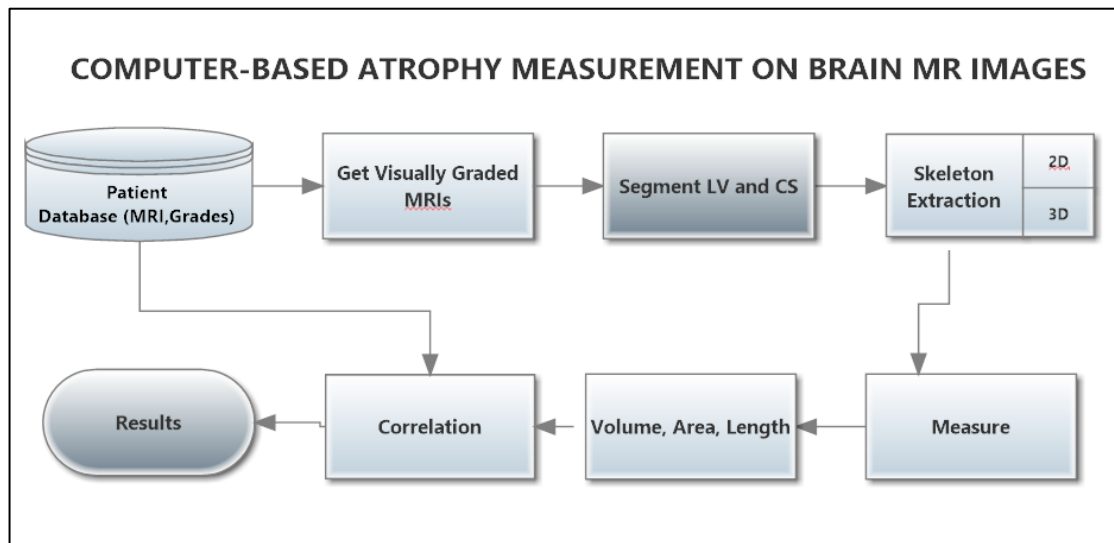 COMPUTER-BASED ATROPHY MEASUREMENT ON BRAIN MR IMAGES
Patient
Database (MRI,Grades)
Get Visually Graded
MRIs
Segment LV and CS
Skeleton
Extraction
2D
3D
Results
Correlation
Volume, Area, Length
Measure